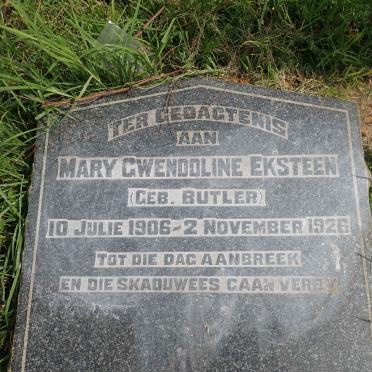 TER GEDAGTENIS
AAN
MARY GWENDOLINE EKSTEEN
(GEB. BUTLER)
10 JULIE 1906-2 NOVEMBER 1926
TOT DIE DAG AANBREEK
EN DIE SKADUWEES GAAN VERBY